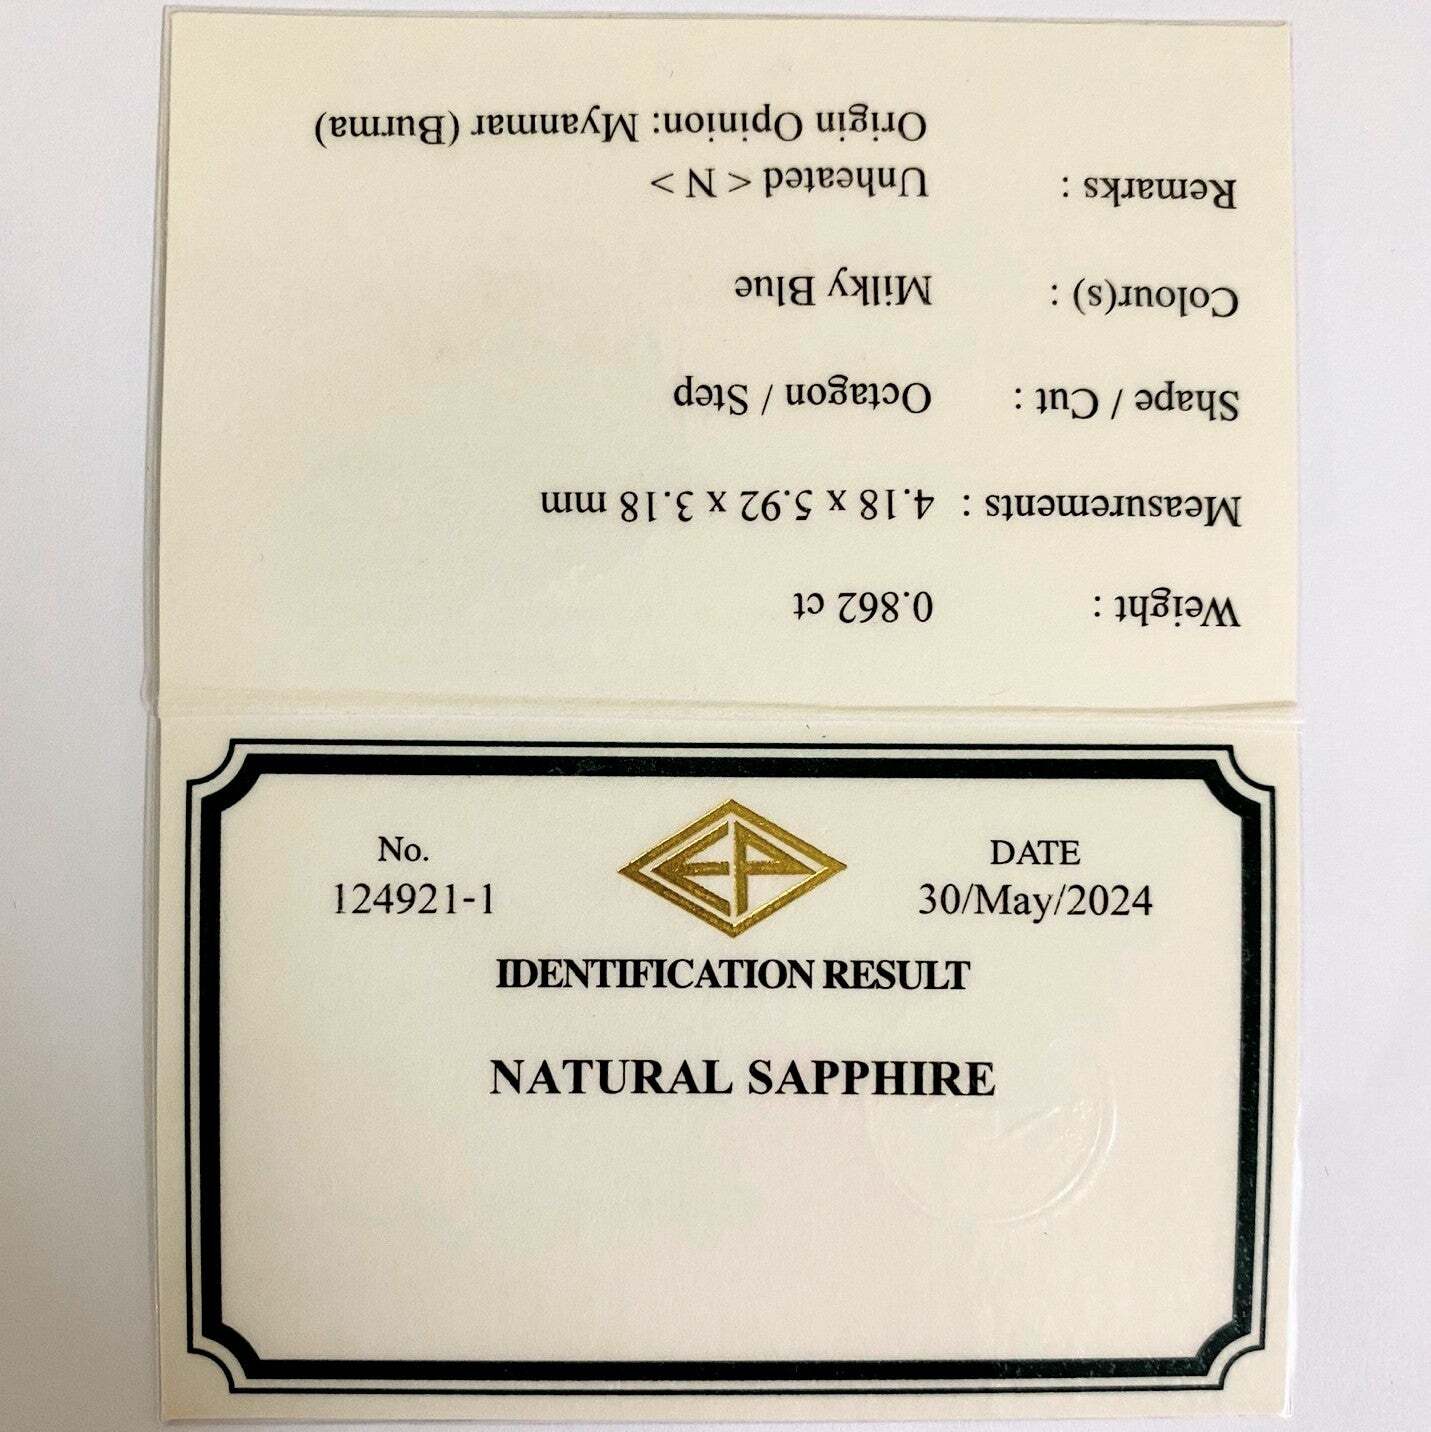 No.
124921-1
EP
DATE
30/May/2024
IDENTIFICATION RESULT
NATURAL SAPPHIRE
Weight : 0.862 ct
Measurements : 4.18 x 5.92 x 3.18 mm
Shape / Cut : Octagon / Step
Colour(s) : Milky Blue
Remarks : Unheated < N >
Origin Opinion: Myanmar (Burma)